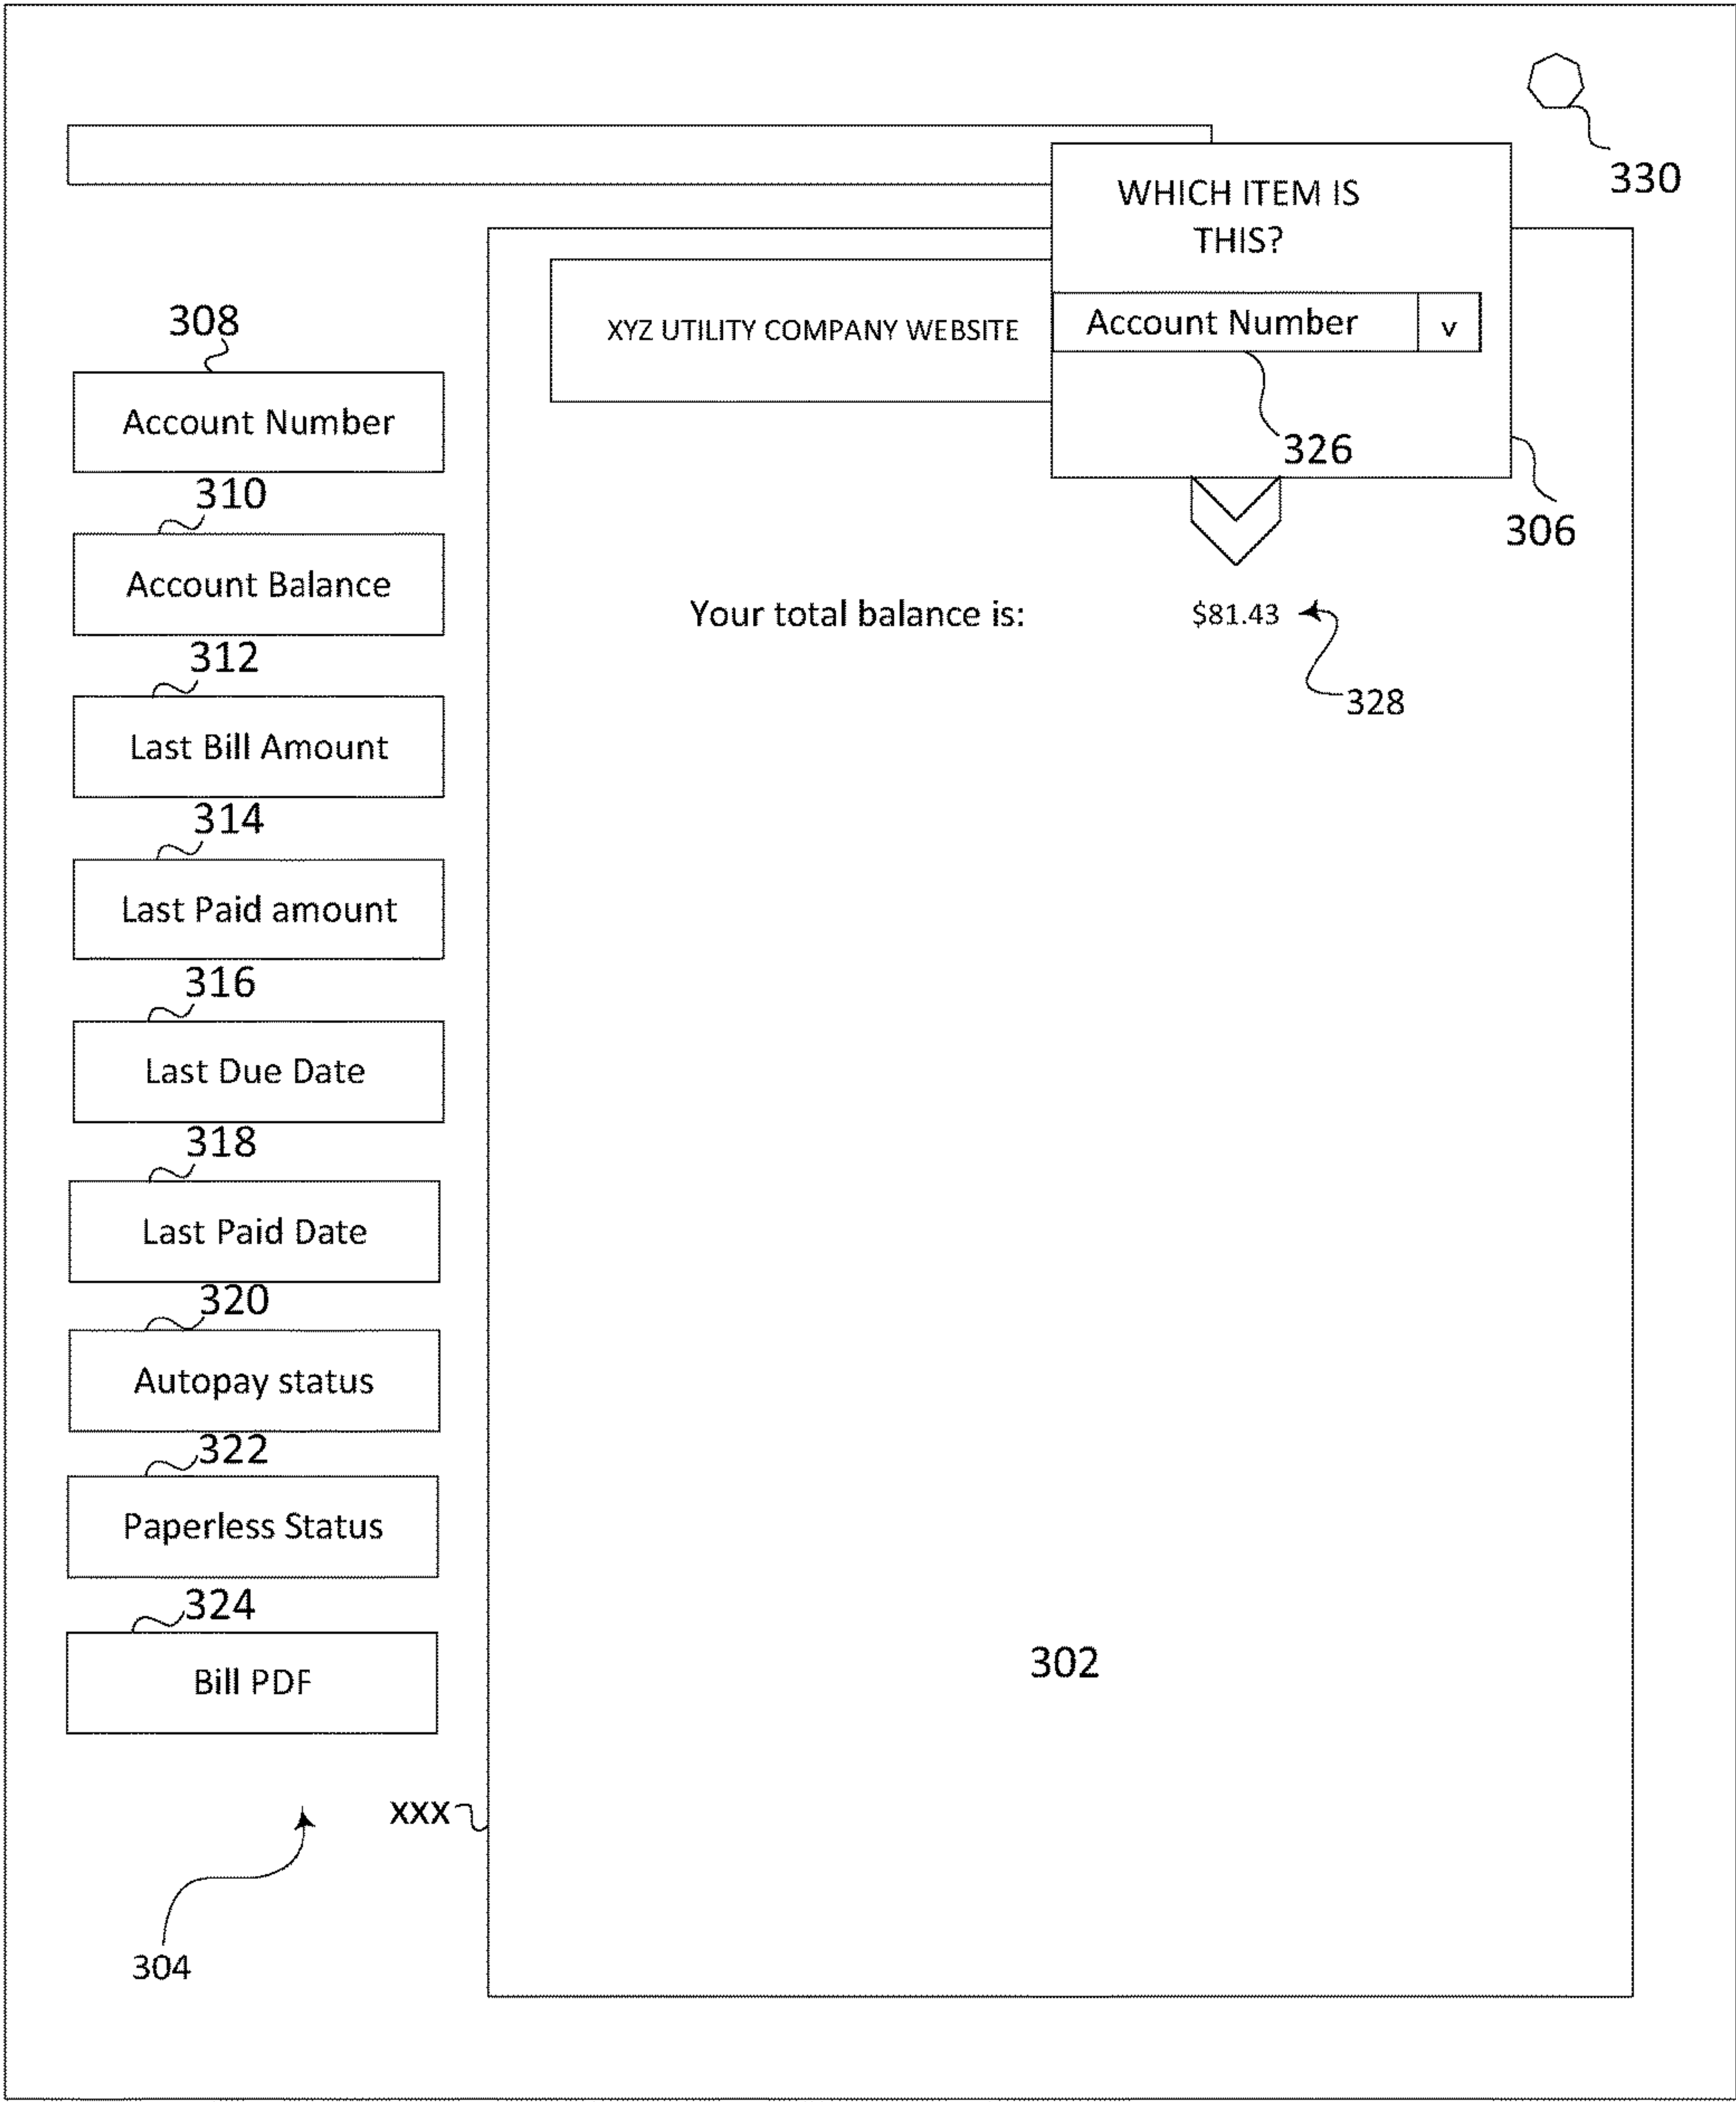 330
WHICH ITEM IS
THIS?
XYZ UTILITY COMPANY WEBSITE
Account Number
v
326
306
308
Account Number
310
Account Balance
312
Last Bill Amount
314
Last Paid amount
316
Last Due Date
318
Last Paid Date
320
Autopay status
322
Paperless Status
324
Bill PDF
304
XXX
Your total balance is:
$81.43
328
302